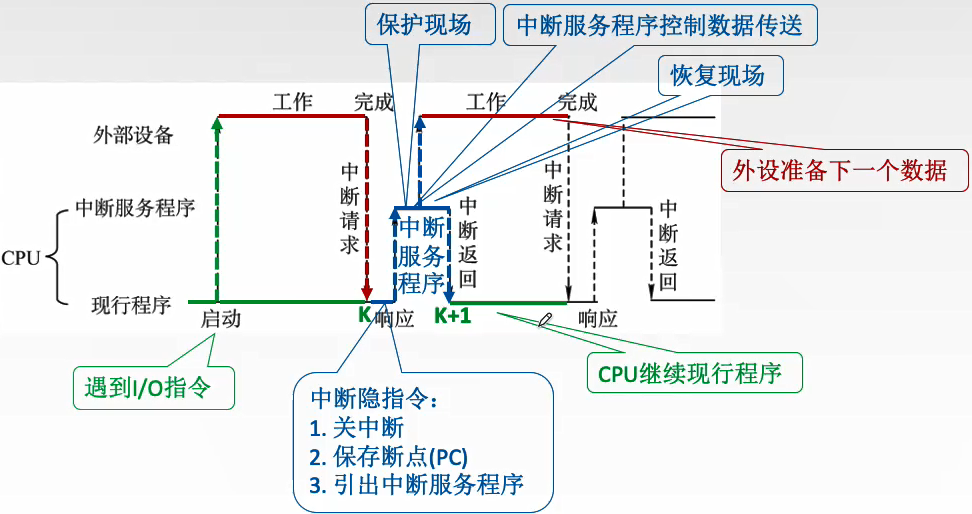 保护现场
中断服务程序控制数据传送
恢复现场
工作
完成
工作
完成
外部设备
外设准备下一个数据
中断请求
中断请求
中断服务程序
中断服务程序
中断返回
中断返回
CPU
现行程序
启动
K
响应
K+1
响应
遇到I/O指令
CPU继续现行程序
中断隐指令：
1. 关中断
2. 保存断点(PC)
3. 引出中断服务程序